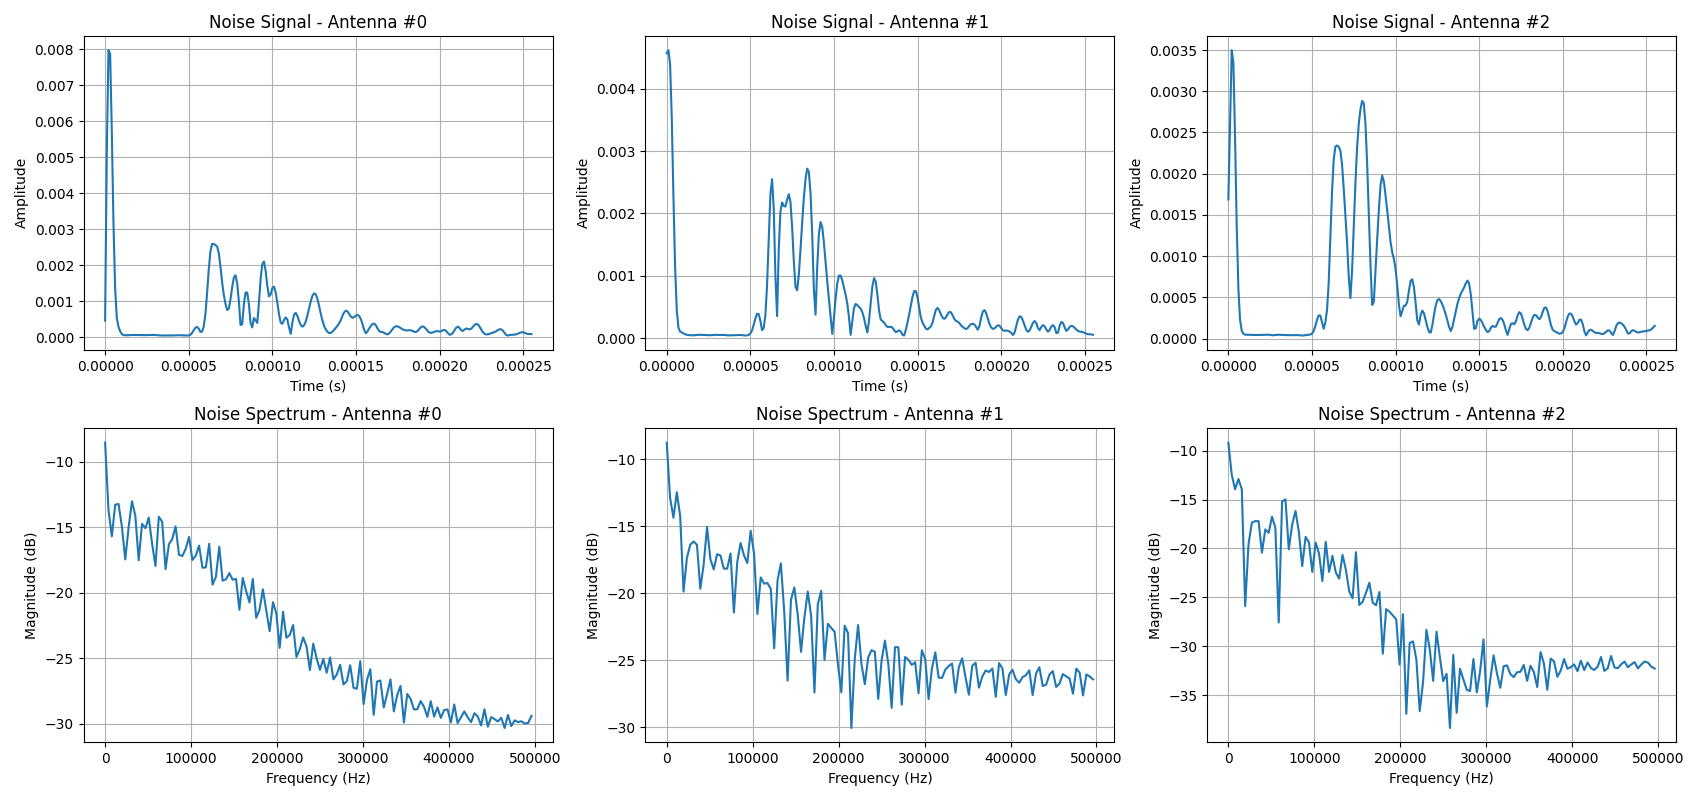 Noise Signal - Antenna #0
0.008
0.007
0.006
0.005
0.004
0.003
0.002
0.001
0.000
Amplitude
0.00000 0.00005 0.00010 0.00015 0.00020 0.00025
Time (s)
Noise Signal - Antenna #1
0.004
0.003
0.002
0.001
0.000
Amplitude
0.00000 0.00005 0.00010 0.00015 0.00020 0.00025
Time (s)
Noise Signal - Antenna #2
0.0035
0.0030
0.0025
0.0020
0.0015
0.0010
0.0005
0.0000
Amplitude
0.00000 0.00005 0.00010 0.00015 0.00020 0.00025
Time (s)
Noise Spectrum - Antenna #0
−10
−15
−20
−25
−30
Magnitude (dB)
0 100000 200000 300000 400000 500000
Frequency (Hz)
Noise Spectrum - Antenna #1
−10
−15
−20
−25
−30
Magnitude (dB)
0 100000 200000 300000 400000 500000
Frequency (Hz)
Noise Spectrum - Antenna #2
−10
−15
−20
−25
−30
−35
Magnitude (dB)
0 100000 200000 300000 400000 500000
Frequency (Hz)